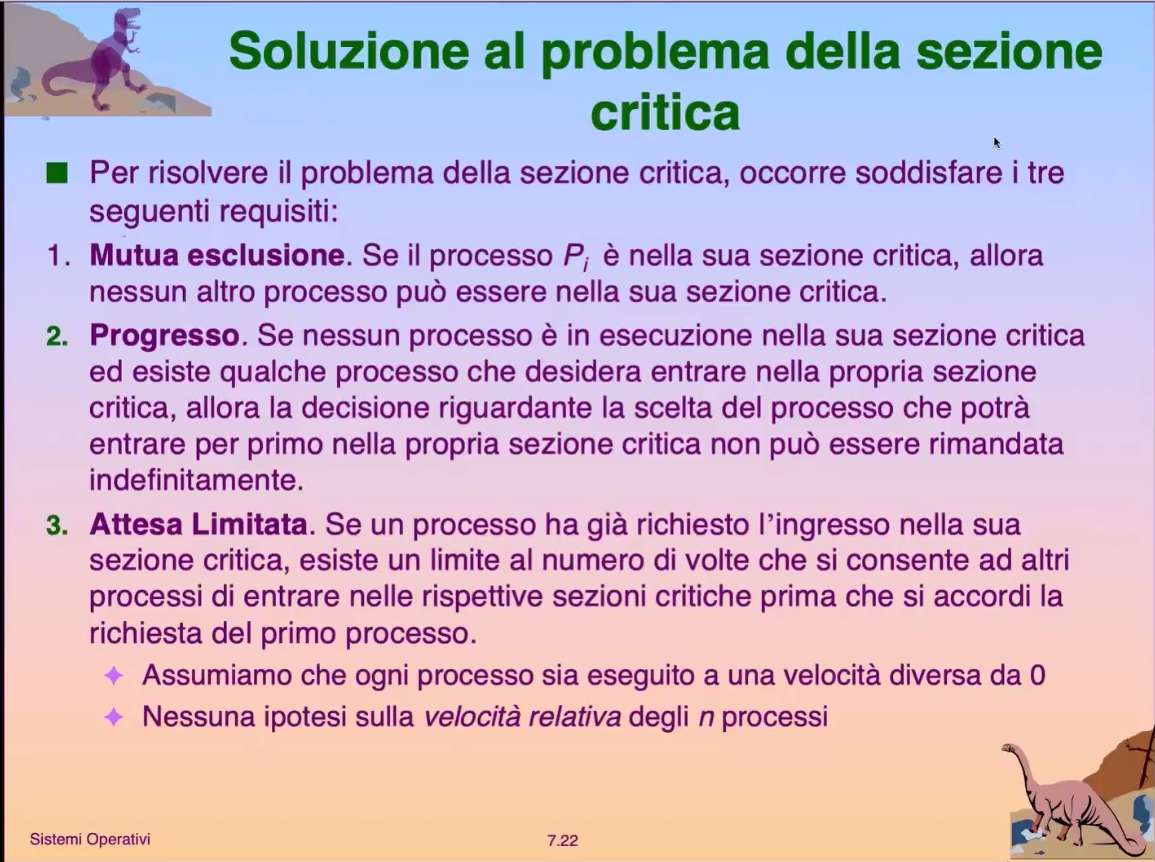 Soluzione al problema della sezione
critica
Per risolvere il problema della sezione critica, occorre soddisfare i tre
seguenti requisiti:
1. Mutua esclusione. Se il processo Pi è nella sua sezione critica, allora
nessun altro processo può essere nella sua sezione critica.
2. Progresso. Se nessun processo è in esecuzione nella sua sezione critica
ed esiste qualche processo che desidera entrare nella propria sezione
critica, allora la decisione riguardante la scelta del processo che potrà
entrare per primo nella propria sezione critica non può essere rimandata
indefinitamente.
3. Attesa Limitata. Se un processo ha già richiesto l’ingresso nella sua
sezione critica, esiste un limite al numero di volte che si consente ad altri
processi di entrare nelle rispettive sezioni critiche prima che si accordi la
richiesta del primo processo.
Assumiamo che ogni processo sia eseguito a una velocità diversa da 0
Nessuna ipotesi sulla velocità relativa degli n processi
Sistemi Operativi
7.22